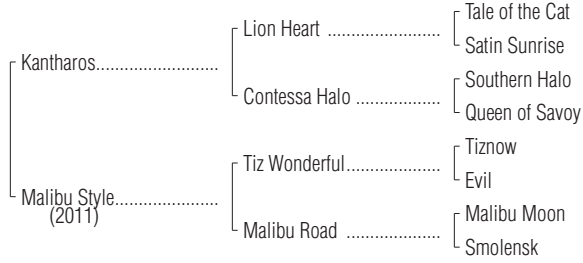 Tale of the Cat
Lion Heart ........................
Satin Sunrise
Kantharos..........................
Southern Halo
Contessa Halo ..................
Queen of Savoy
Tiznow
Tiz Wonderful....................
Evil
Malibu Style......................
(2011)
Malibu Moon
Malibu Road ....................
Smolensk